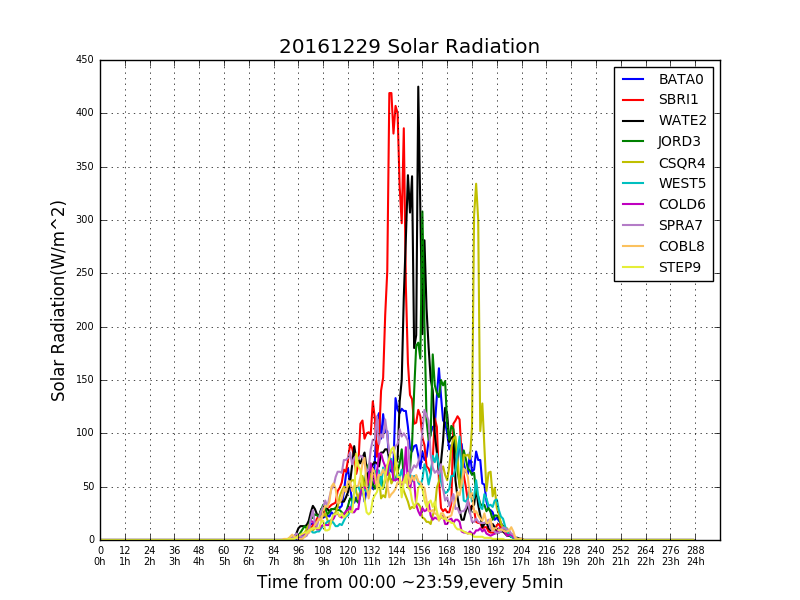 20161229 Solar Radiation
Solar Radiation(W/m^2)
450
400
350
300
250
200
150
100
50
0
BATA0
SBRI1
WATE2
JORD3
CSQR4
WEST5
COLD6
SPRA7
COBL8
STEP9
0 12 24 36 48 60 72 84 96 108 120 132 144 156 168 180 192 204 216 228 240 252 264 276 288
0h 1h 2h 3h 4h 5h 6h 7h 8h 9h 10h 11h 12h 13h 14h 15h 16h 17h 18h 19h 20h 21h 22h 23h 24h
Time from 00:00 ~23:59,every 5min